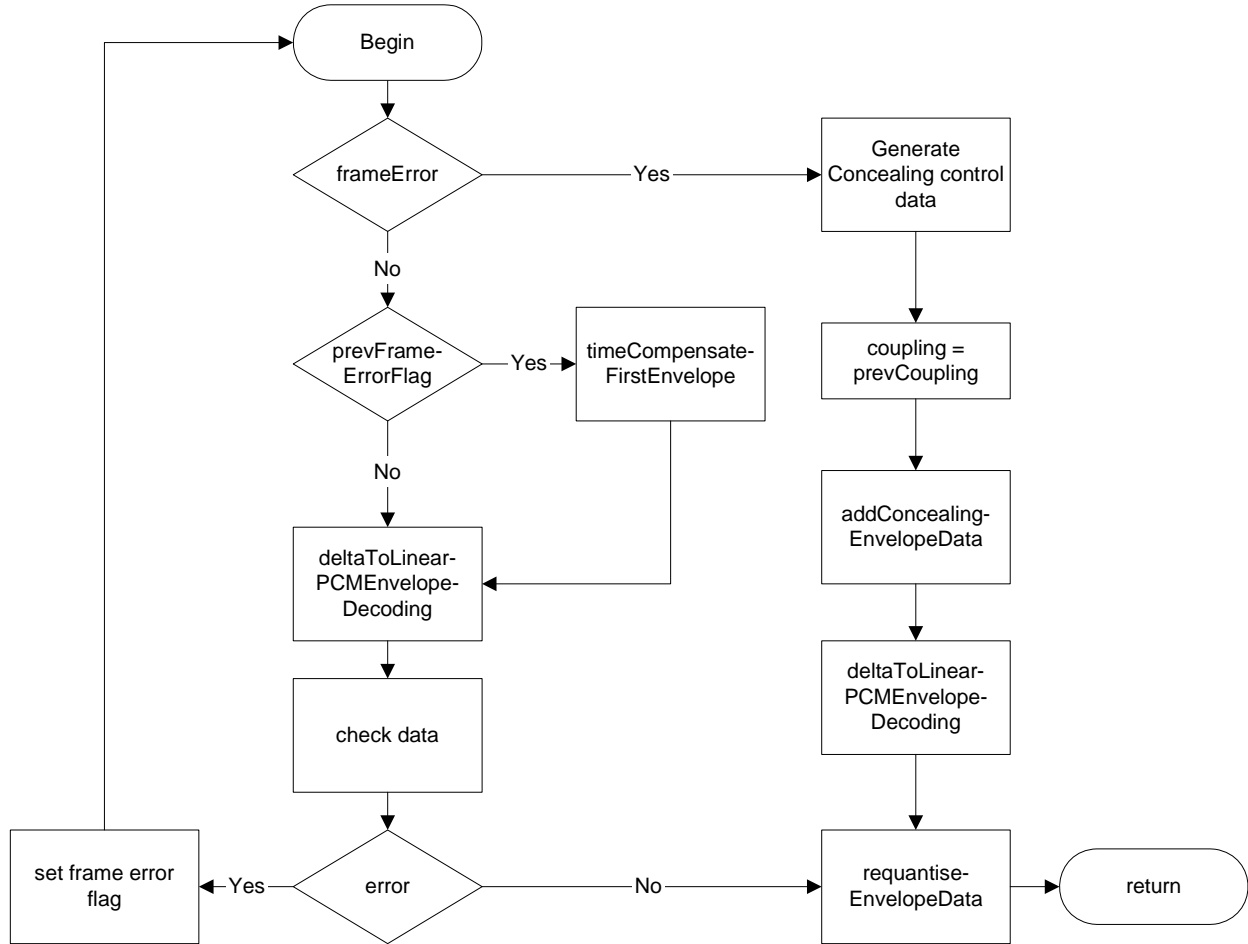 Begin
frameError
Yes
Generate
Concealing control
data
No
prevFrame-
ErrorFlag
Yes
timeCompensate-
FirstEnvelope
coupling =
prevCoupling
No
addConcealing-
EnvelopeData
deltaToLinear-
PCMEnvelope-
Decoding
deltaToLinear-
PCMEnvelope-
Decoding
check data
set frame error
flag
Yes
error
No
requantise-
EnvelopeData
return